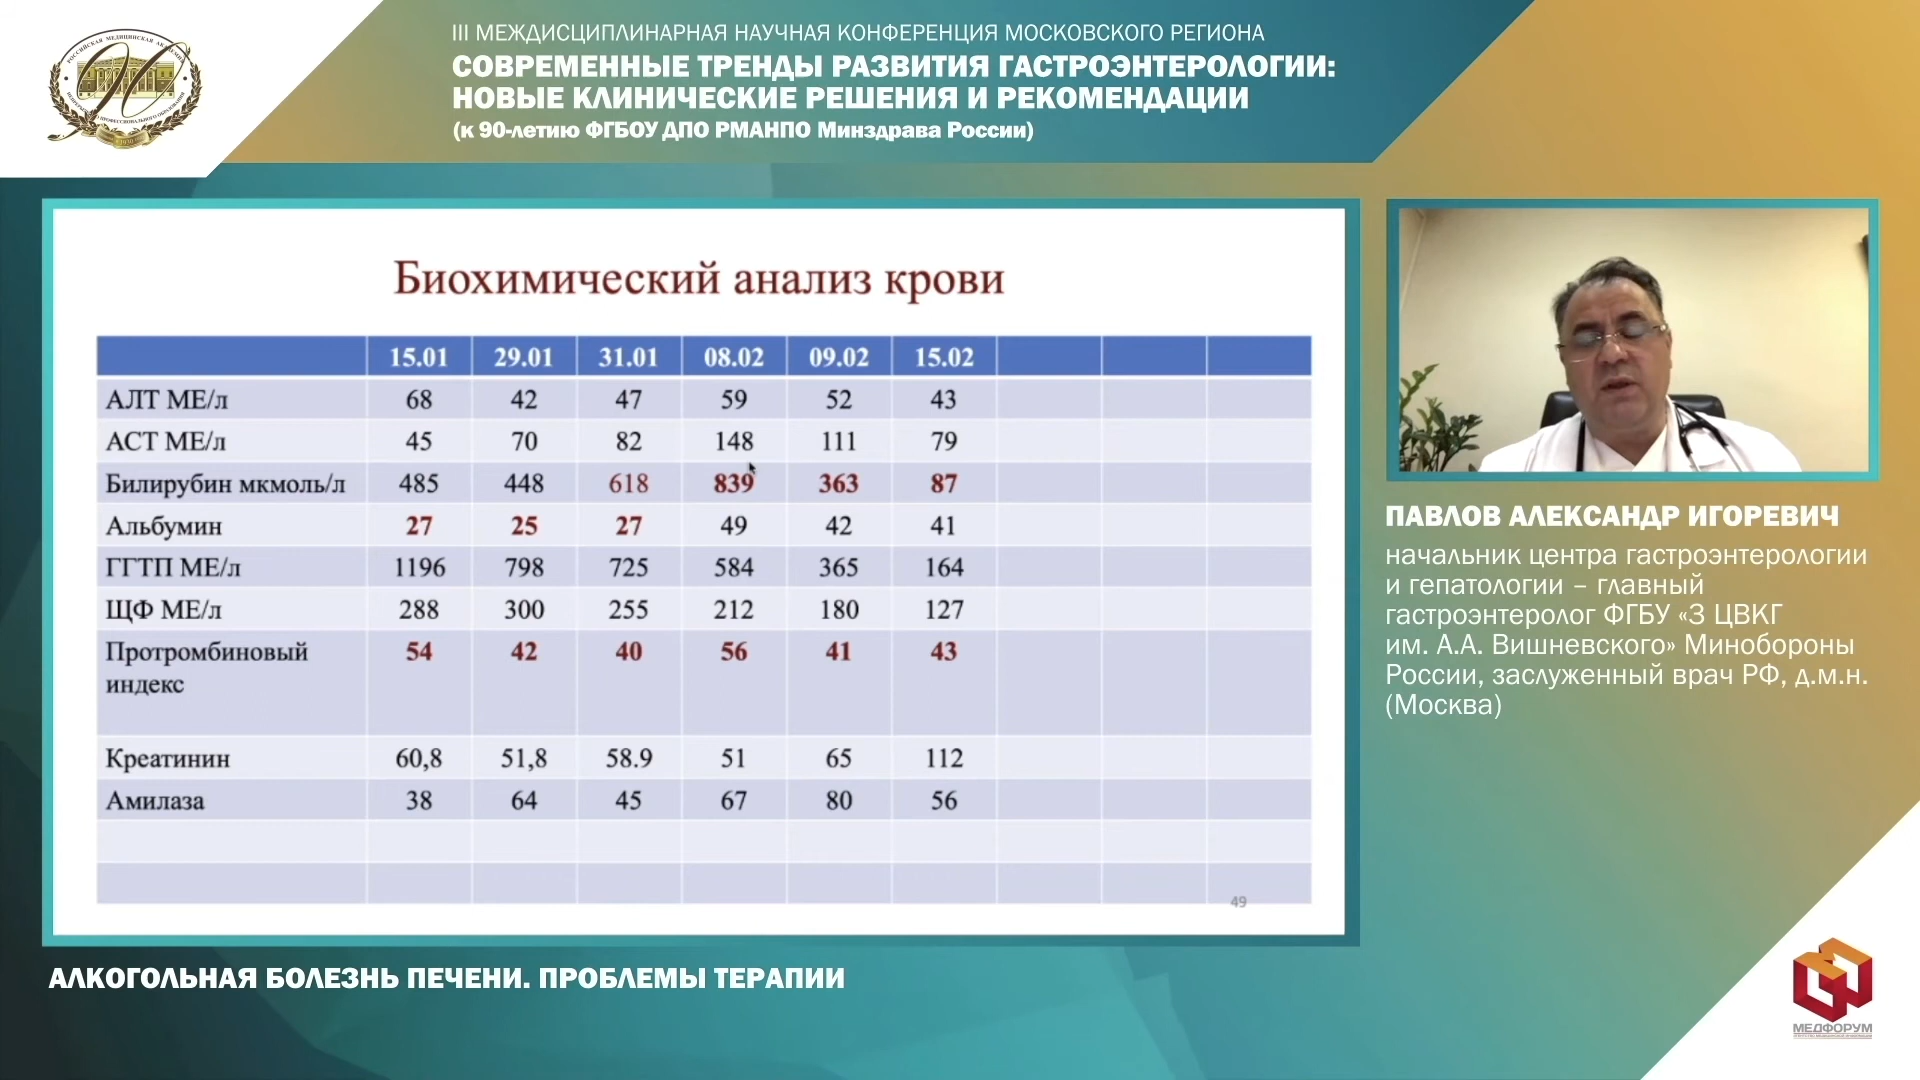 III МЕЖДИСЦИПЛИНАРНАЯ НАУЧНАЯ КОНФЕРЕНЦИЯ МОСКОВСКОГО РЕГИОНА
СОВРЕМЕННЫЕ ТРЕНДЫ РАЗВИТИЯ ГАСТРОЭНТЕРОЛОГИИ:
НОВЫЕ КЛИНИЧЕСКИЕ РЕШЕНИЯ И РЕКОМЕНДАЦИИ
(к 90-летию ФГБОУ ДПО РМАНПО Минздрава России)
Биохимический анализ крови
15.01 29.01 31.01 08.02 09.02 15.02
АЛТ МЕ/л 68 42 47 59 52 43
АСТ МЕ/л 45 70 82 148 111 79
Билирубин мкмоль/л 485 448 618 839 363 87
Альбумин 27 25 27 49 42 41
ГГТП МЕ/л 1196 798 725 584 365 164
ЩФ МЕ/л 288 300 255 212 180 127
Протромбиновый 54 42 40 56 41 43
индекс
Креатинин 60,8 51,8 58.9 51 65 112
Амилаза 38 64 45 67 80 56
49
ПАВЛОВ АЛЕКСАНДР ИГОРЕВИЧ
начальник центра гастроэнтерологии
и гепатологии – главный
гастроэнтеролог ФГБУ «3 ЦВКГ
им. А.А. Вишневского» Минобороны
России, заслуженный врач РФ, д.м.н.
(Москва)
АЛКОГОЛЬНАЯ БОЛЕЗНЬ ПЕЧЕНИ. ПРОБЛЕМЫ ТЕРАПИИ
МЕДФОРУМ